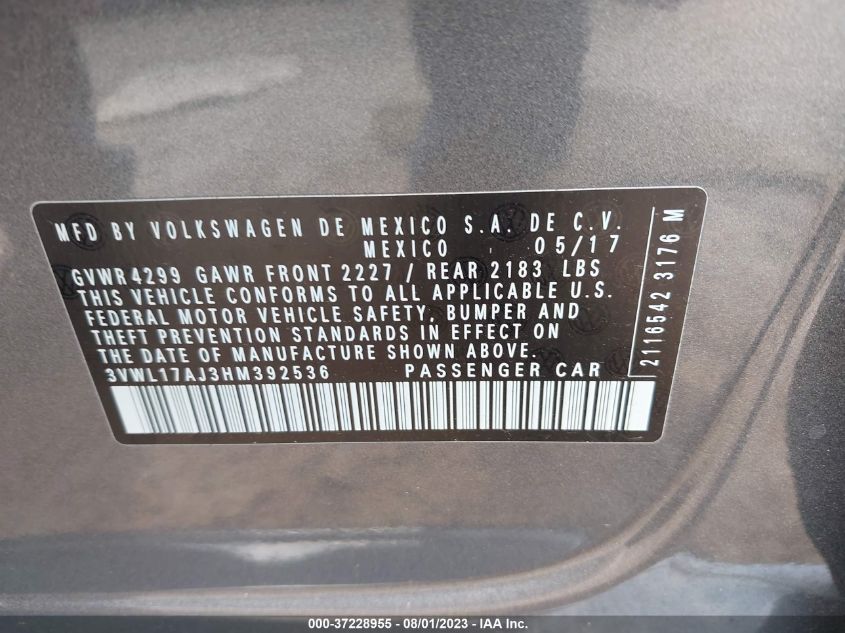 MFD BY VOLKSWAGEN DE MEXICO S.A. DE C.V.
MEXICO 05/17
GVWR 4299 GAWR FRONT 2227 / REAR 2183 LBS
THIS VEHICLE CONFORMS TO ALL APPLICABLE U.S.
FEDERAL MOTOR VEHICLE SAFETY, BUMPER AND
THEFT PREVENTION STANDARDS IN EFFECT ON
THE DATE OF MANUFACTURE SHOWN ABOVE.
3VWL17AJ3HM392536 PASSENGER CAR
2116542 3176 M
000-37228955 - 08/01/2023 - IAA Inc.